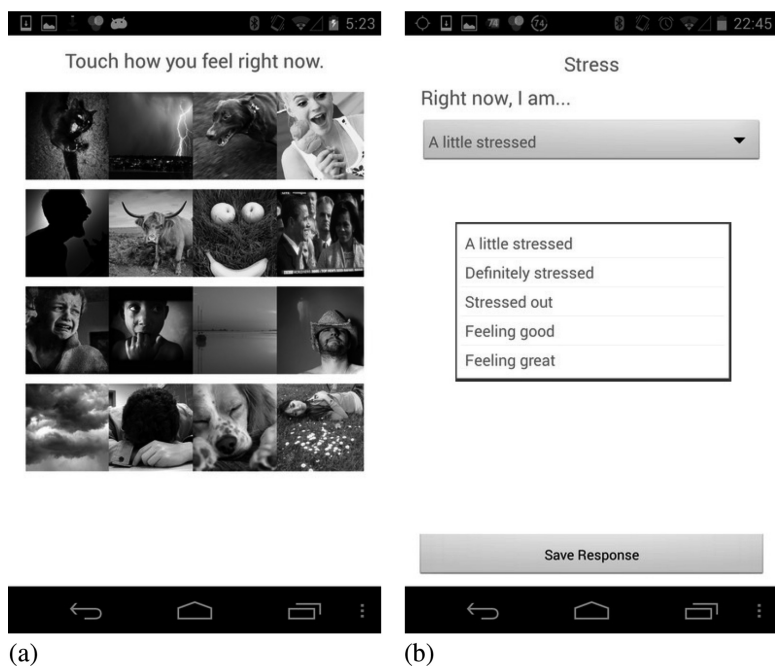 5:23
Touch how you feel right now.
(a)
74
22:45
Stress
Right now, I am...
A little stressed
A little stressed
Definitely stressed
Stressed out
Feeling good
Feeling great
Save Response
(b)